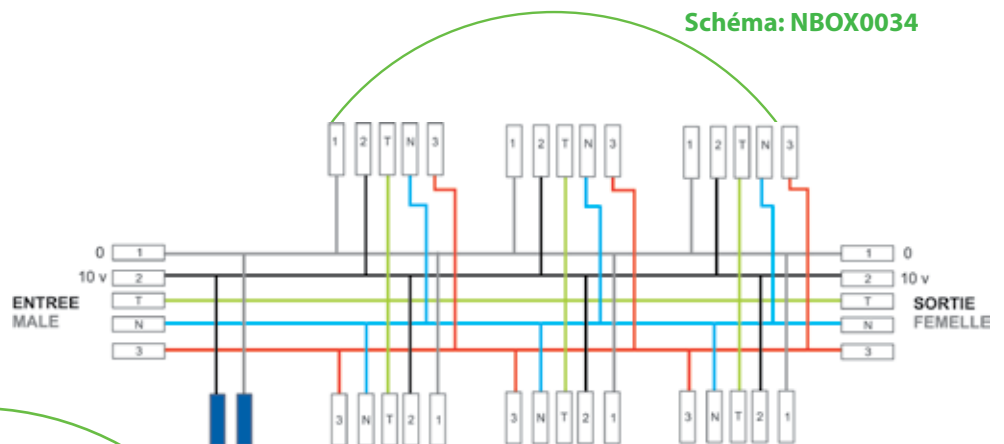 Schéma: NBOX0034
1 2 T N 3 1 2 T N 3 1 2 T N 3
0 1 1 0
10 v 2 2 10 v
ENTREE T T SORTIE
MALE N N FEMELLE
3 3
3 N T 2 1 3 N T 2 1 3 N T 2 1